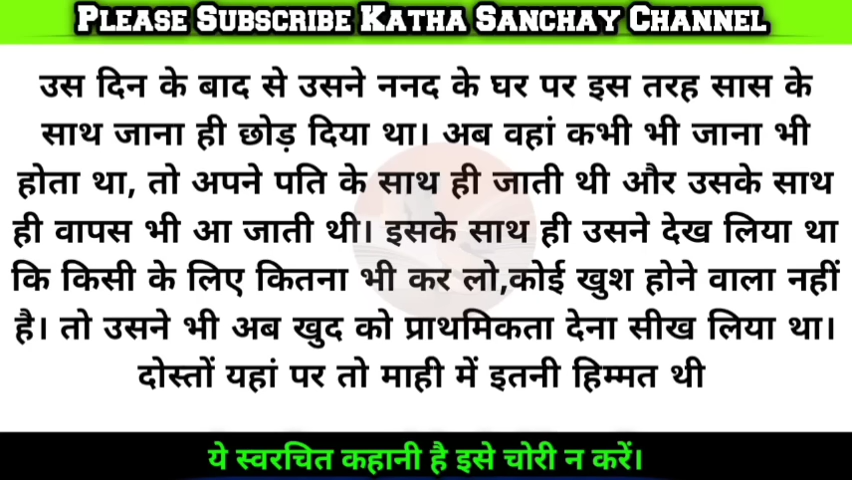 PLEASE SUBSCRIBE KATHA SANCHAY CHANNEL
उस दिन के बाद से उसने ननद के घर पर इस तरह सास के
साथ जाना ही छोड़ दिया था। अब वहां कभी भी जाना भी
होता था, तो अपने पति के साथ ही जाती थी और उसके साथ
ही वापस भी आ जाती थी। इसके साथ ही उसने देख लिया था
कि किसी के लिए कितना भी कर लो,कोई खुश होने वाला नहीं
है। तो उसने भी अब खुद को प्राथमिकता देना सीख लिया था।
दोस्तों यहां पर तो माही में इतनी हिम्मत थी
ये स्वरचित कहानी है इसे चोरी न करें।